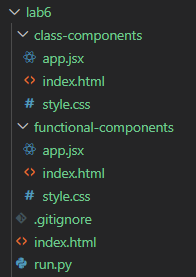 lab6
class-components
app.jsx
index.html
style.css
functional-components
app.jsx
index.html
style.css
.gitignore
index.html
run.py